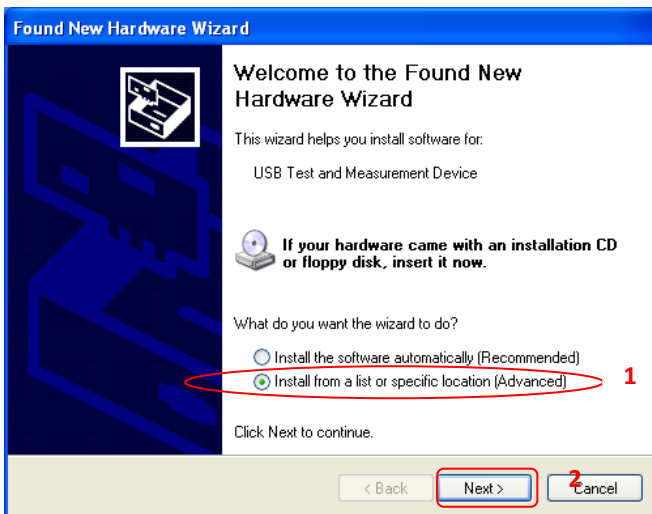 Found New Hardware Wizard
Welcome to the Found New
Hardware Wizard
This wizard helps you install software for:
USB Test and Measurement Device
If your hardware came with an installation CD
or floppy disk, insert it now.
What do you want the wizard to do?
Install the software automatically (Recommended)
Install from a list or specific location (Advanced) 1
Click Next to continue.
< Back Next > 2 Cancel